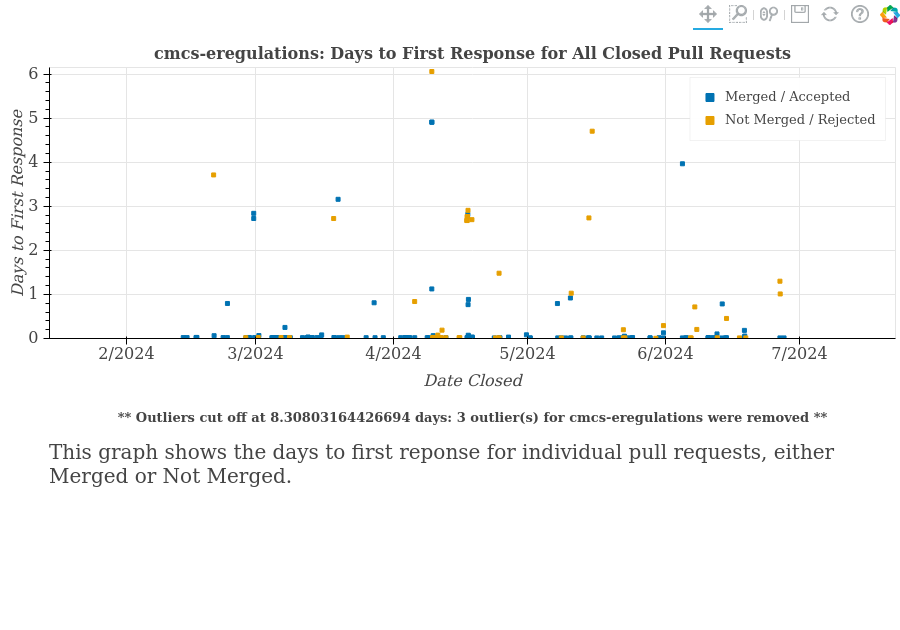 cmcs-eregulations: Days to First Response for All Closed Pull Requests
Merged / Accepted
Not Merged / Rejected
Days to First Response
6
5
4
3
2
1
0
2/2024 3/2024 4/2024 5/2024 6/2024 7/2024
Date Closed
** Outliers cut off at 8.30803164426694 days: 3 outlier(s) for cmcs-eregulations were removed **
This graph shows the days to first reponse for individual pull requests, either
Merged or Not Merged.